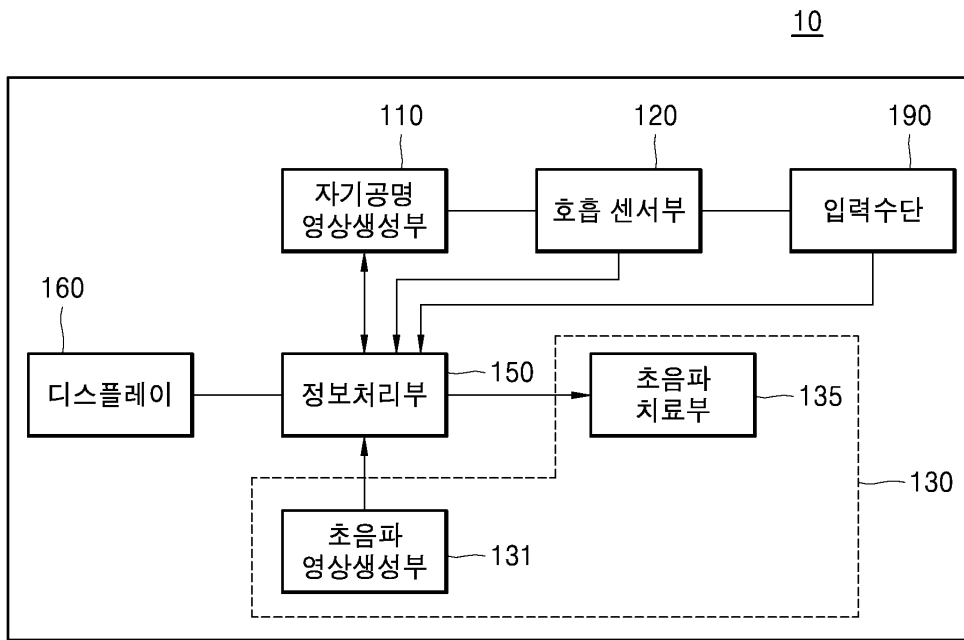 10
110
120
190
자기공명
영상생성부
호흡 센서부
입력수단
160
디스플레이
정보처리부
150
초음파
치료부
135
130
초음파
영상생성부
131